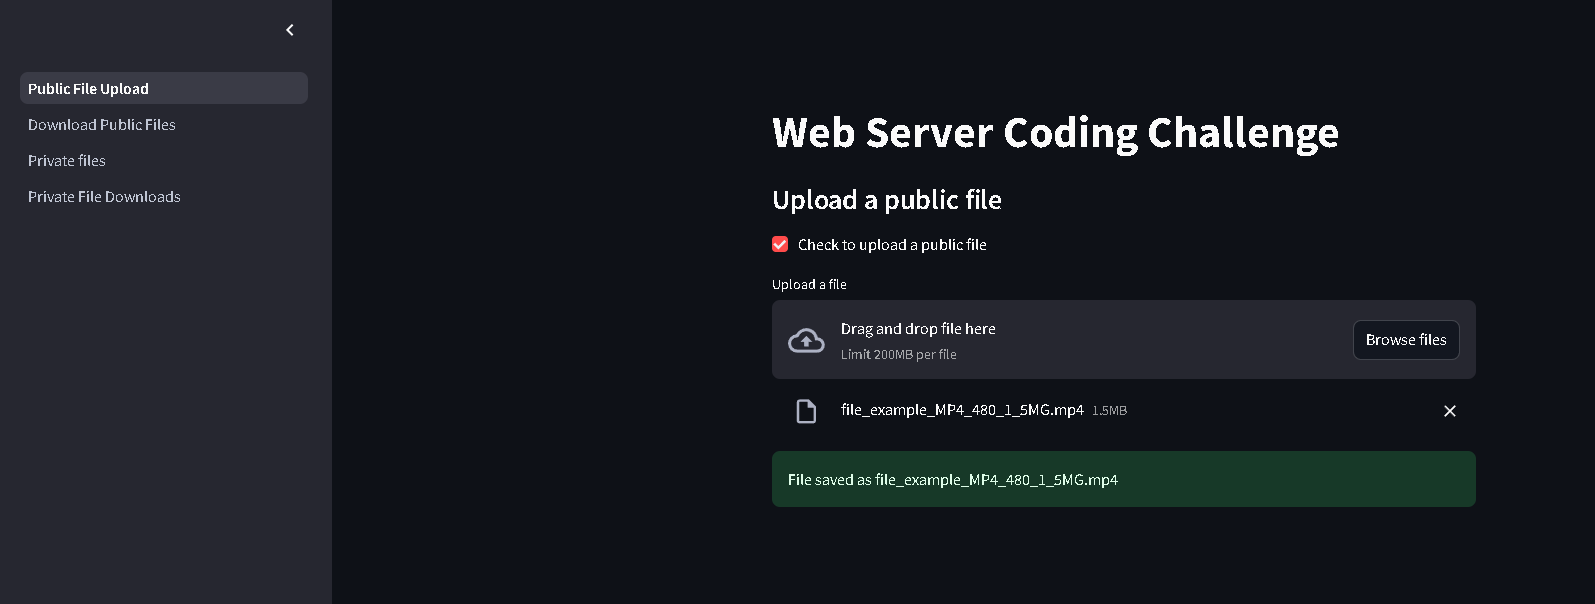 Public File Upload
Download Public Files
Private files
Private File Downloads
Web Server Coding Challenge
Upload a public file
Check to upload a public file
Upload a file
Drag and drop file here
Limit 200MB per file
Browse files
file_example_MP4_480_1_5MG.mp4 1.5MB
File saved as file_example_MP4_480_1_5MG.mp4